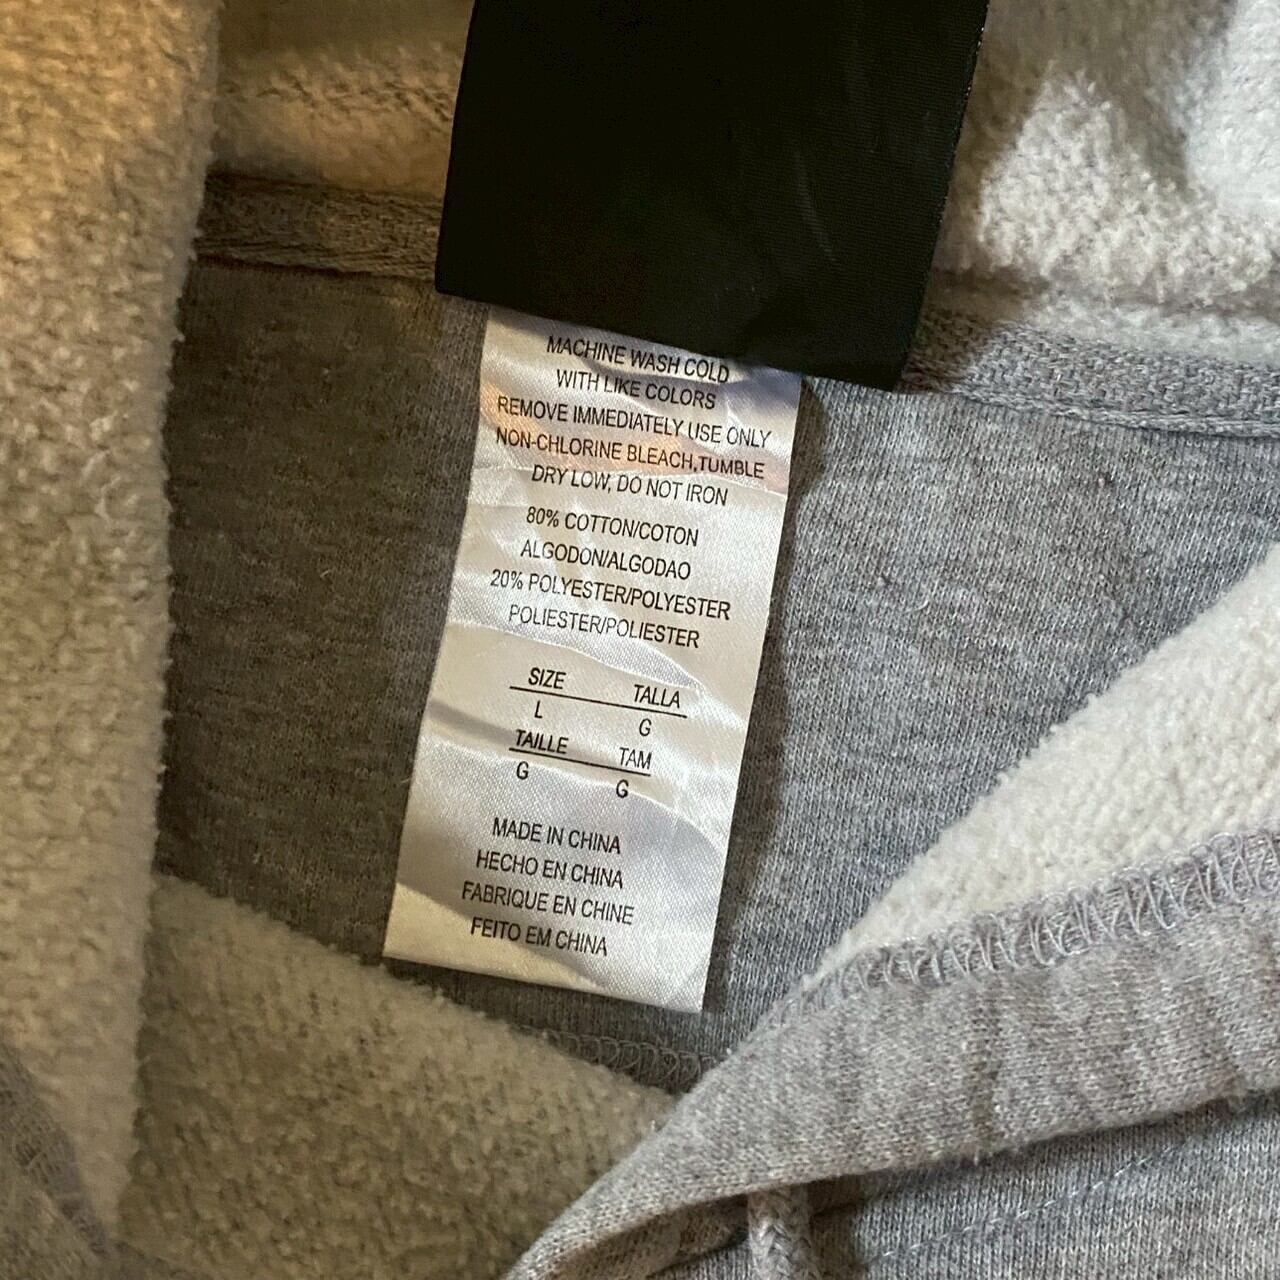 MACHINE WASH COLD
WITH LIKE COLORS
REMOVE IMMEDIATELY USE ONLY
NON-CHLORINE BLEACH,TUMBLE
DRY LOW, DO NOT IRON
80% COTTON/COTON
ALGODON/ALGODAO
20% POLYESTER/POLYESTER
POLIESTER/POLIESTER
SIZE TALLA
L G
TAILLE TAM
G G
MADE IN CHINA
HECHO EN CHINA
FABRIQUE EN CHINE
FEITO EM CHINA